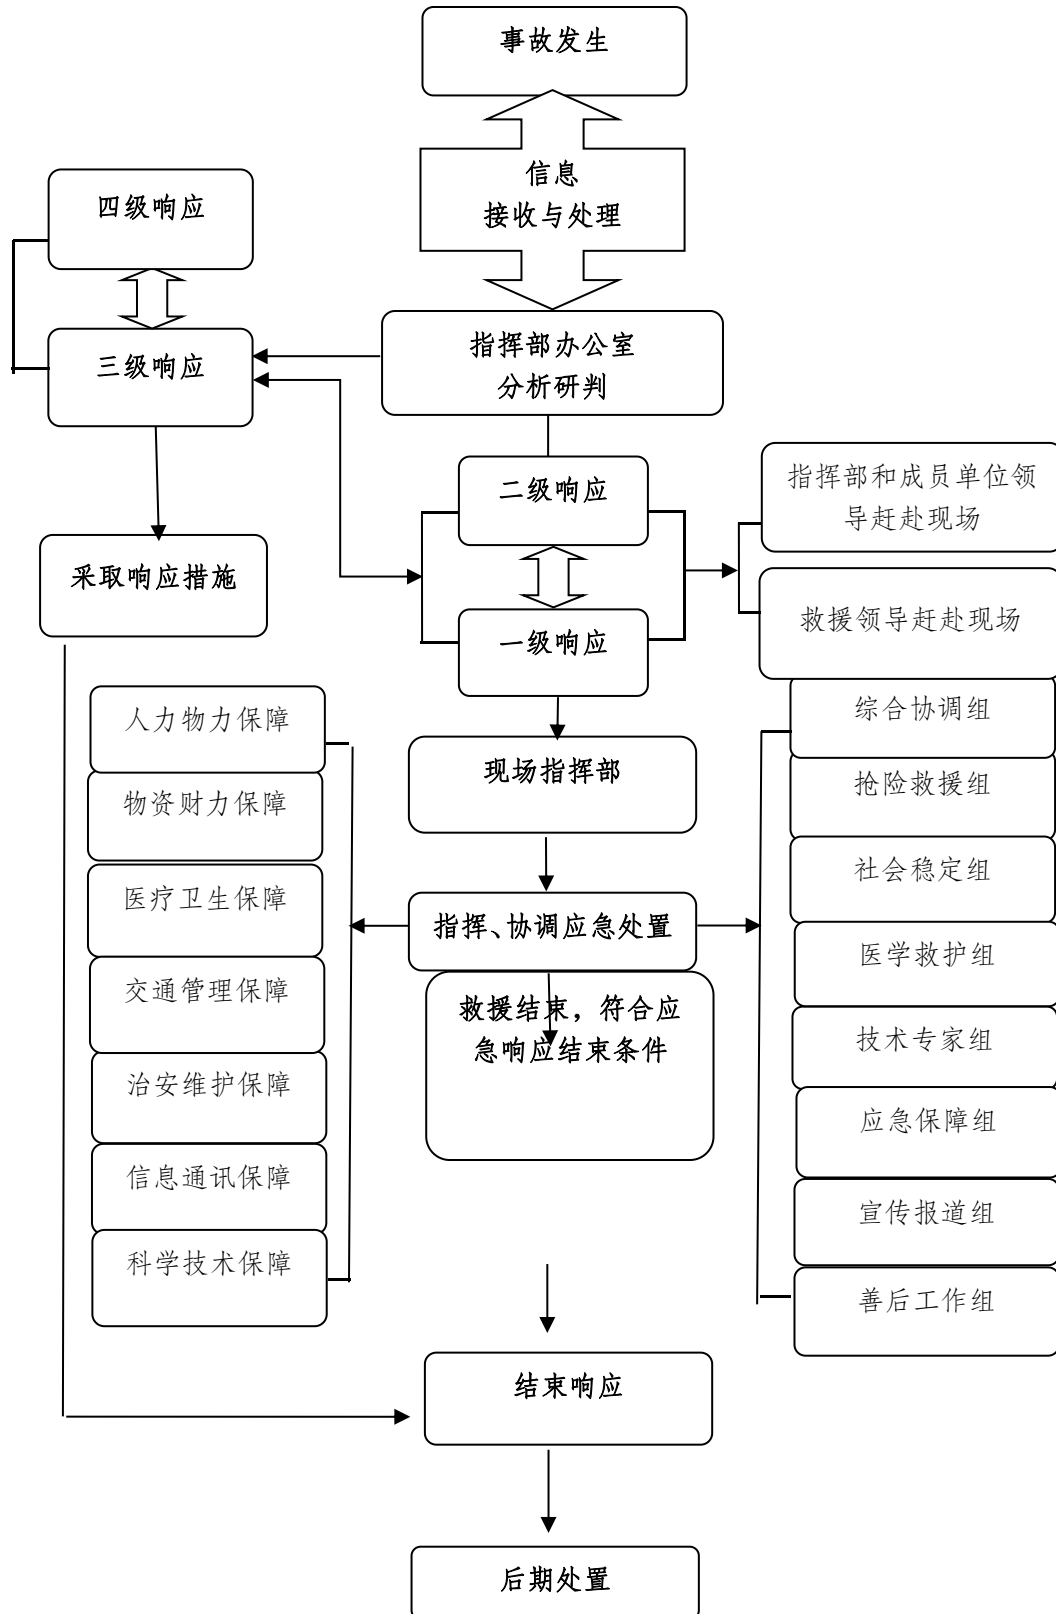 事故发生
信息
接收与处理
四级响应
三级响应
指挥部办公室
分析研判
二级响应
一级响应
指挥部和成员单位领
导赶赴现场
救援领导赶赴现场
采取响应措施
现场指挥部
指挥、协调应急处置
人力物力保障
物资财力保障
医疗卫生保障
交通管理保障
治安维护保障
信息通讯保障
科学技术保障
综合协调组
抢险救援组
社会稳定组
医学救护组
技术专家组
应急保障组
宣传报道组
善后工作组
救援结束，符合应
急响应结束条件
结束响应
后期处置